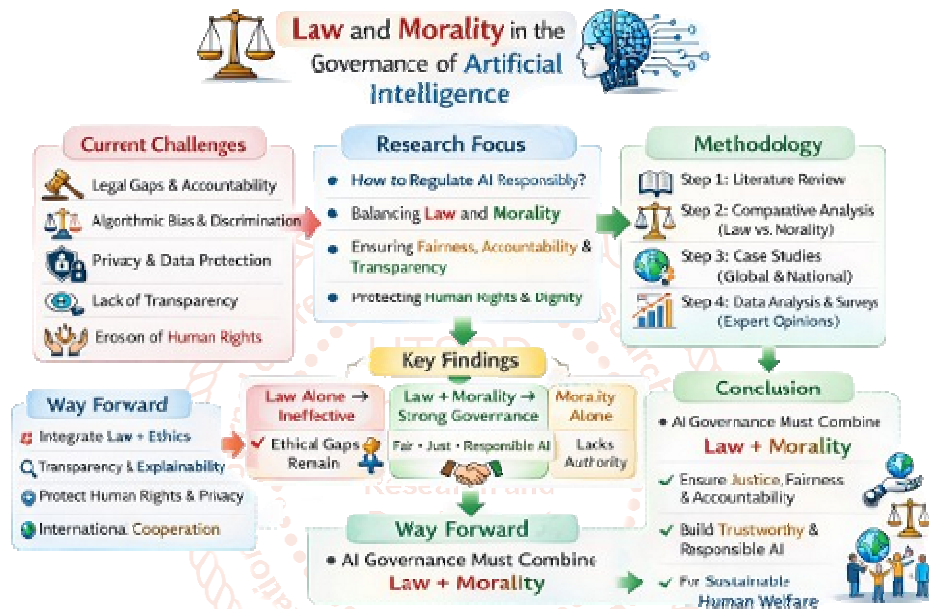 Law and Morality in the
Governance of Artificial
Intelligence
Current Challenges
Legal Gaps & Accountability
Algorithmic Bias & Discrimination
Privacy & Data Protection
Lack of Transparency
Eroson of Human Rights
Research Focus
How to Regulate AI Responsibly?
Balancing Law and Morality
Ensuring Fairness, Accountability &
Transparency
Protecting Human Rights & Dignity
Methodology
Step 1: Literature Review
Step 2: Comparative Analysis
(Law vs. Norality)
Step 3: Case Studies
(Global & National)
Step 4: Data Analysis & Surveys
(Expert Opinions)
Key Findings
Law Alone →
Ineffective
✓ Ethical Gaps
Remain
Law + Morality →
Strong Governance
Fair • Just • Responsible AI
Morality
Alone
Lacks
Authority
Way Forward
Integrate Law + Ethics
Transparency & Explainability
Protect Human Rights & Privacy
International Cooperation
Way Forward
• AI Governance Must Combine
Law + Morality
Conclusion
• AI Governance Must Combine
Law + Morality
✓ Ensure Justice, Fairness
& Accountability
✓ Build Trustworthy &
Responsible AI
✓ For Sustainable
Human Welfare
Research and